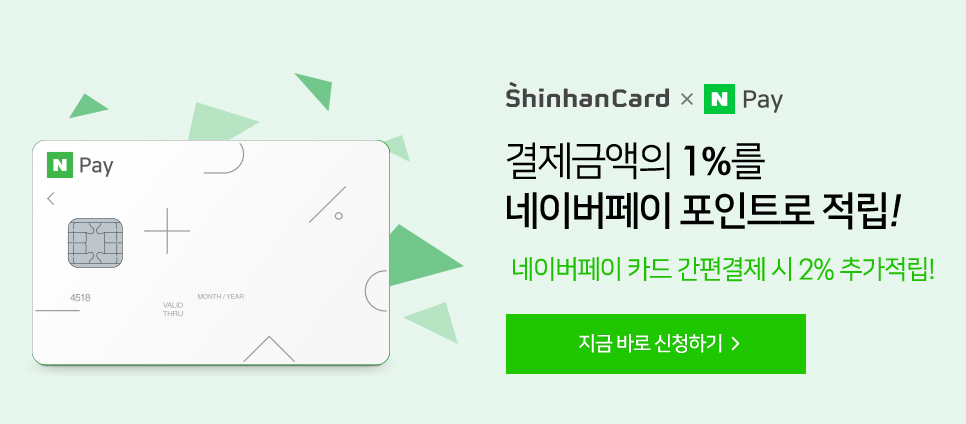 N Pay
4518
VALID
THRU
MONTH / YEAR
ShinhanCard × N Pay
결제금액의 1%를
네이버페이 포인트로 적립!
네이버페이 카드 간편결제 시 2% 추가적립!
지금 바로 신청하기 >